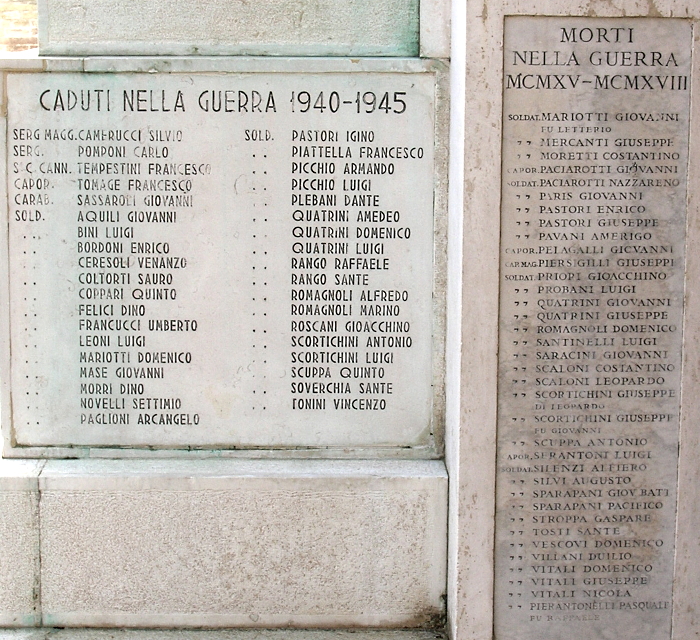 CADUTI NELLA GUERRA 1940-1945
SERG MAGG. CAMERUCCI SILVIO
SERG. POMPONI CARLO
TEMPESTINI FRANCESCO
CAPOR. TOMAGE FRANCESCO
CARAB. SASSAROLI GIOVANNI
SOLD. AQUILI GIOVANNI
. . BINI LUIGI
. . BORDONI ENRICO
. . CERESOLI VENANZO
. . COLTORTI SAURO
. . COPPARI QUINTO
. . FELICI DINO
. . FRANCUCCI UMBERTO
. . LEONI LUIGI
. . MARIOTTI DOMENICO
. . MASE GIOVANNI
. . MORRI DINO
. . NOVELLI SETTIMIO
. . PAGLIONI ARCANGELO
SOLD. PASTORI IGINO
. . PIATTELLA FRANCESCO
. . PICCHIO ARMANDO
. . PICCHIO LUIGI
. . PLEBANI DANTE
. . QUATRINI AMEDEO
. . QUATRINI DOMENICO
. . QUATRINI LUIGI
. . RANGO RAFFAELE
. . RANGO SANTE
. . ROMAGNOLI ALFREDO
. . ROMAGNOLI MARINO
. . ROSCANI GIOACCHINO
. . SCORTICHINI ANTONIO
. . SCORTICHINI LUIGI
. . SCUPPA QUINTO
. . SOVERCHIA SANTE
. . TONINI VINCENZO
MORTI
NELLA GUERRA
MCMXV-MCMXVIII
SOLDAT. MARIOTTI GIOVANNI
FU LETTERIO
" MERCANTI GIUSEPPE
" MORETTI COSTANTINO
CAPOR. PACIAROTTI GIOVANNI
SOLDAT. PACIAROTTI NAZZARENO
" PARIS GIOVANNI
" PASTORI ENRICO
" PASTORI GIUSEPPE
" PAVANI AMERIGO
CAPOR. PELAGALLI GIOVANNI
CAP.MAG. PIERSIGILLI GIUSEPPE
SOLDAT. PRIORI GIOACCHINO
" PROBANI LUIGI
" QUATRINI GIOVANNI
" QUATRINI GIUSEPPE
" ROMAGNOLI DOMENICO
" SANTINELLI LUIGI
" SARACINI GIOVANNI
" SCALONI COSTANTINO
" SCALONI LEOPARDO
" SCORTICHINI GIUSEPPE
DI LEOPARDO
" SCORTICHINI GIUSEPPE
FU GIOVANNI
" SCUPPA ANTONIO
CAPOR. SERANTONI LUIGI
SOLDAT. SILENZI ALFIERO
" SILVI AUGUSTO
" SPARAPANI GIOV. BATT.
" SPARAPANI PACIFICO
" STROPPA GASPARE
" TOSTI SANTE
" VESCOVI DOMENICO
" VILLANI DUILIO
" VITALI DOMENICO
" VITALI GIUSEPPE
" VITALI NICOLA
" PIERANTONELLI PASQUALE
FU RAFFAELE